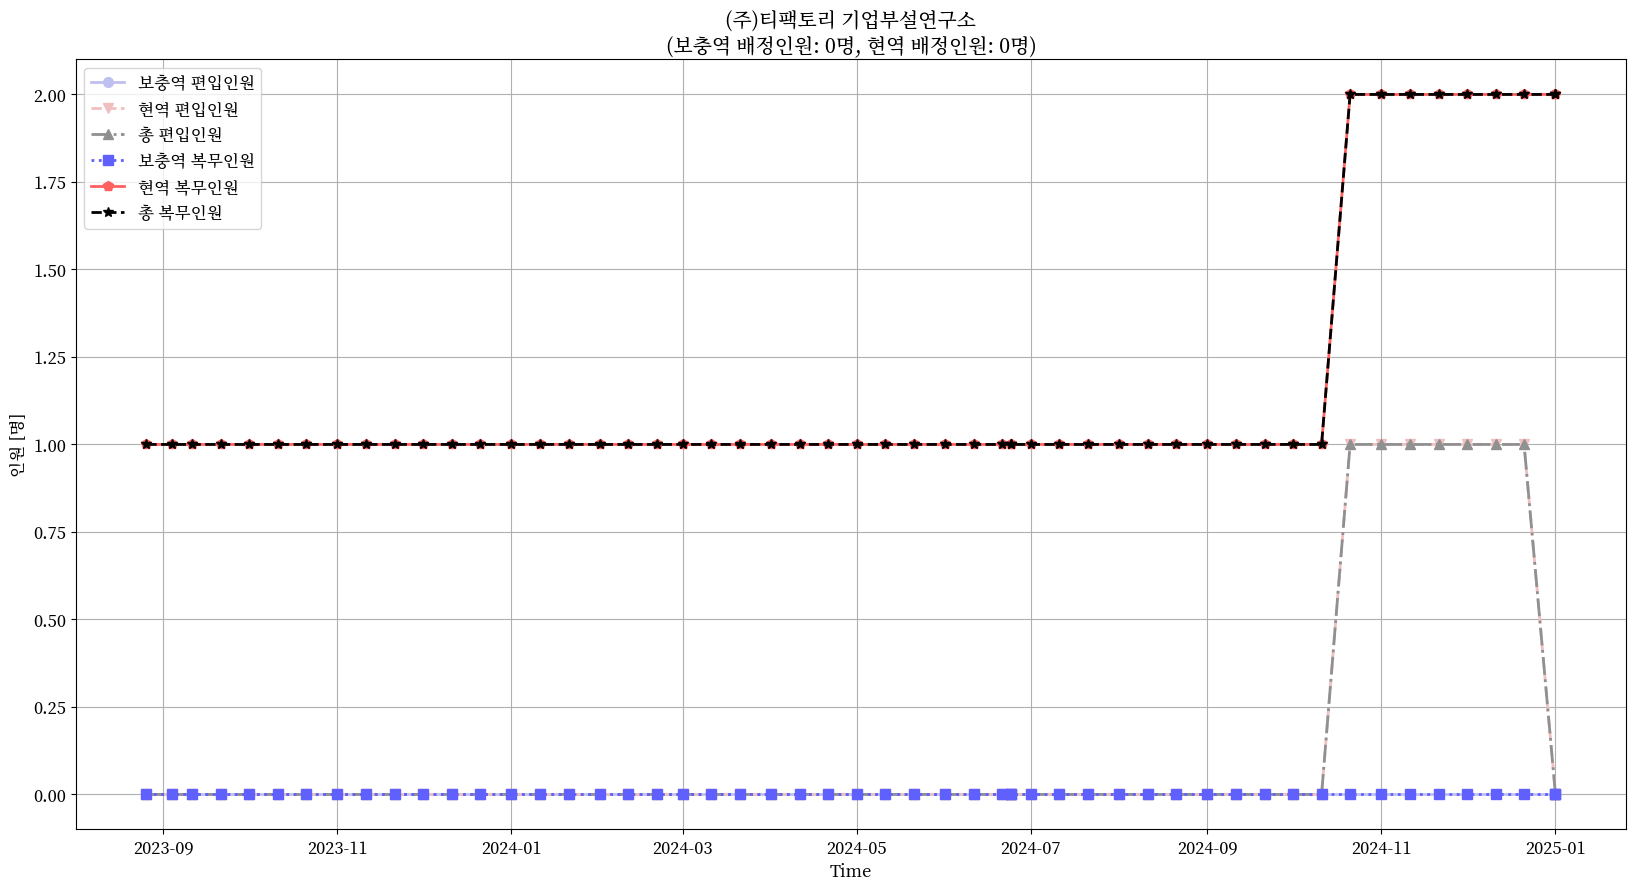 (주)티팩토리 기업부설연구소
(보충역 배정인원: 0명, 현역 배정인원: 0명)
보충역 편입인원
현역 편입인원
총 편입인원
보충역 복무인원
현역 복무인원
총 복무인원
2.00
1.75
1.50
1.25
1.00
0.75
0.50
0.25
0.00
인원 [명]
2023-09
2023-11
2024-01
2024-03
2024-05
2024-07
2024-09
2024-11
2025-01
Time